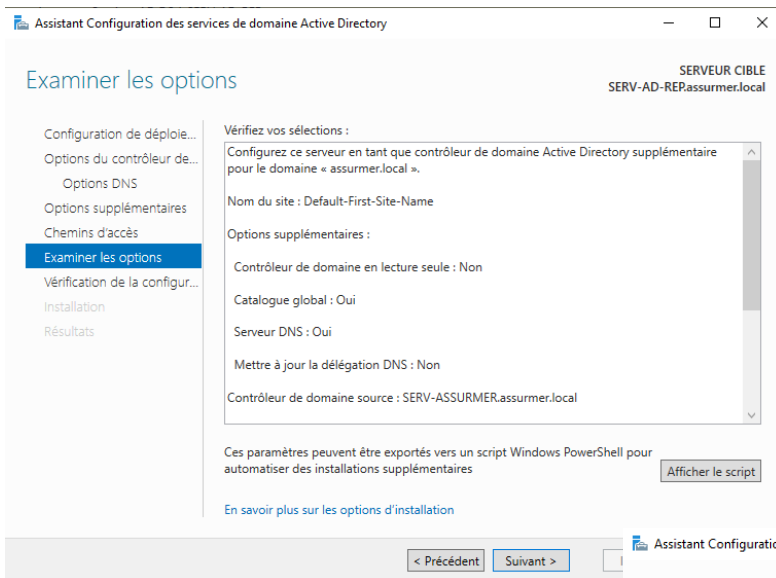 Assistant Configuration des services de domaine Active Directory
Examiner les options
SERVEUR CIBLE
SERV-AD-REP.assurmer.local
Configuration de déploie...
Options du contrôleur de...
Options DNS
Options supplémentaires
Chemins d'accès
Examiner les options
Vérification de la configur...
Installation
Résultats
Vérifiez vos sélections :
Configurez ce serveur en tant que contrôleur de domaine Active Directory supplémentaire
pour le domaine « assurmer.local ».
Nom du site : Default-First-Site-Name
Options supplémentaires :
Contrôleur de domaine en lecture seule : Non
Catalogue global : Oui
Serveur DNS : Oui
Mettre à jour la délégation DNS : Non
Contrôleur de domaine source : SERV-ASSURMER.assurmer.local
Ces paramètres peuvent être exportés vers un script Windows PowerShell pour
automatiser des installations supplémentaires
Afficher le script
En savoir plus sur les options d'installation
< Précédent
Suivant >
Assistant Configuratio